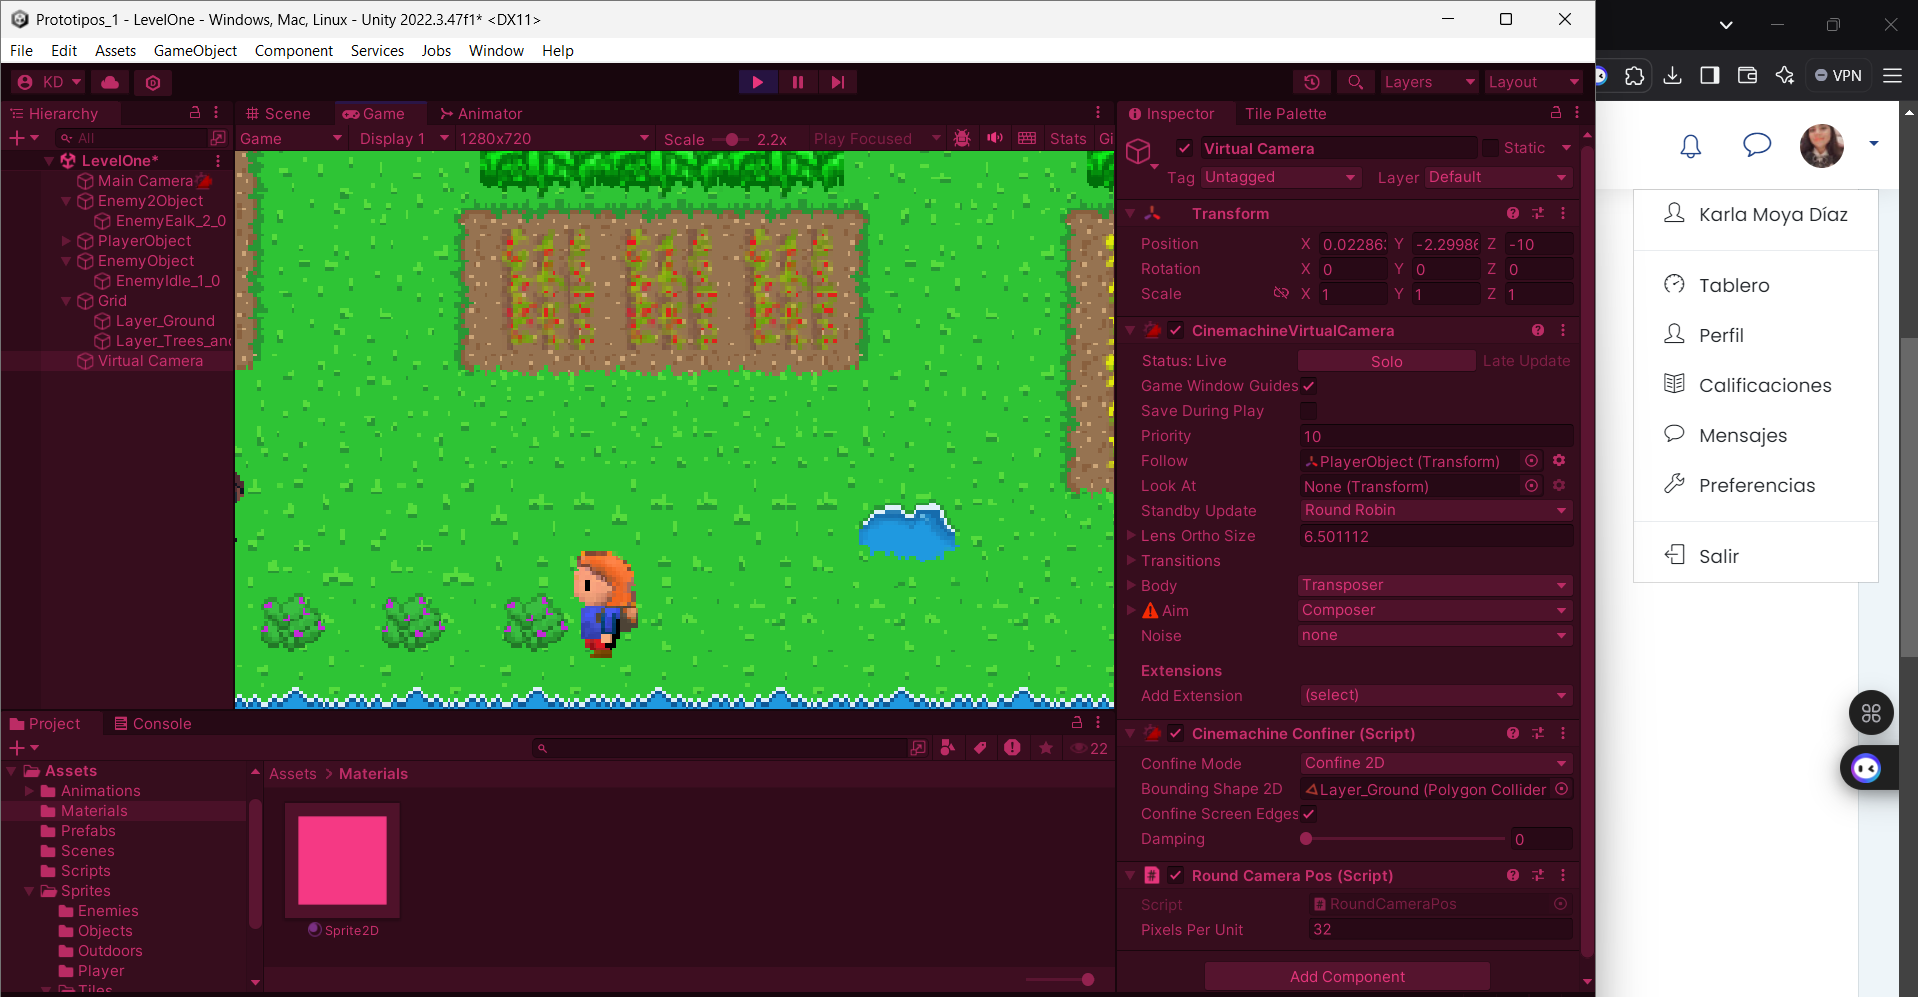 Prototipos_1 - LevelOne - Windows, Mac, Linux - Unity 2022.3.47f1* <DX11>
File Edit Assets GameObject Component Services Jobs Window Help
KD
Layers
Layout
VPN
Hierarchy
All
LevelOne*
Main Camera
Enemy2Object
EnemyEalk_2_0
PlayerObject
EnemyObject
EnemyIdle_1_0
Grid
Layer_Ground
Layer_Trees_an
Virtual Camera
Scene Game Animator
Game Display 1 1280x720 Scale 2.2x Play Focused Stats Gi
Inspector Tile Palette
Virtual Camera Static
Tag Untagged Layer Default
Transform
Position X 0.02286 Y -2.2998 Z -10
Rotation X 0 Y 0 Z 0
Scale X 1 Y 1 Z 1
CinemachineVirtualCamera
Status: Live Solo Late Update
Game Window Guides
Save During Play
Priority 10
Follow PlayerObject (Transform)
Look At None (Transform)
Standby Update Round Robin
Lens Ortho Size 6.501112
Transitions
Body Transposer
Aim Composer
Noise none
Extensions
Add Extension (select)
Cinemachine Confiner (Script)
Confine Mode Confine 2D
Bounding Shape 2D Layer_Ground (Polygon Collider
Confine Screen Edges
Damping 0
Round Camera Pos (Script)
Script RoundCameraPos
Pixels Per Unit 32
Add Component
Project Console
22
Assets
Animations
Materials
Prefabs
Scenes
Scripts
Sprites
Enemies
Objects
Outdoors
Player
Tiles
Assets > Materials
Sprite2D
Karla Moya Díaz
Tablero
Perfil
Calificaciones
Mensajes
Preferencias
Salir